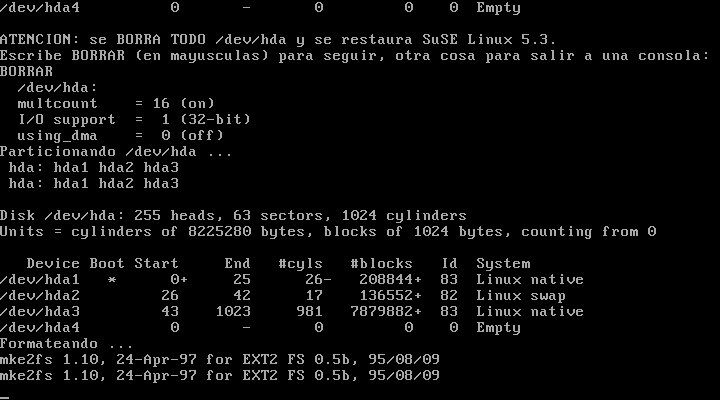 /dev/hda4 0 - 0 0 0 Empty
ATENCION: se BORRA TODO /dev/hda y se restaura SuSE Linux 5.3.
Escribe BORRAR (en mayusculas) para seguir, otra cosa para salir a una consola:
BORRAR
/dev/hda:
multcount = 16 (on)
I/O support = 1 (32-bit)
using_dma = 0 (off)
Particionando /dev/hda ...
hda: hda1 hda2 hda3
hda: hda1 hda2 hda3
Disk /dev/hda: 255 heads, 63 sectors, 1024 cylinders
Units = cylinders of 8225280 bytes, blocks of 1024 bytes, counting from 0
Device Boot Start End #cyls #blocks Id System
/dev/hda1 * 0+ 25 26- 208844+ 83 Linux native
/dev/hda2 26 42 17 136552+ 82 Linux swap
/dev/hda3 43 1023 981 7879882+ 83 Linux native
/dev/hda4 0 - 0 0 0 Empty
Formateando ...
mke2fs 1.10, 24-Apr-97 for EXT2 FS 0.5b, 95/08/09
mke2fs 1.10, 24-Apr-97 for EXT2 FS 0.5b, 95/08/09